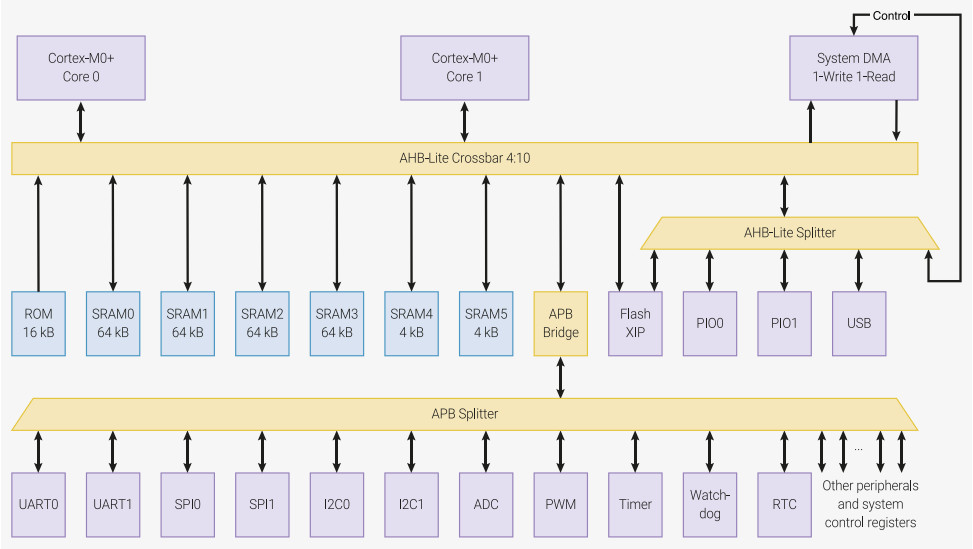 Control
Cortex-M0+
Core 0
Cortex-M0+
Core 1
System DMA
1-Write 1-Read
AHB-Lite Crossbar 4:10
AHB-Lite Splitter
ROM
16 kB
SRAM0
64 kB
SRAM1
64 kB
SRAM2
64 kB
SRAM3
64 kB
SRAM4
4 kB
SRAM5
4 kB
APB
Bridge
Flash
XIP
PIO0
PIO1
USB
APB Splitter
UART0
UART1
SPI0
SPI1
I2C0
I2C1
ADC
PWM
Timer
Watch-
dog
RTC
...
Other peripherals
and system
control registers